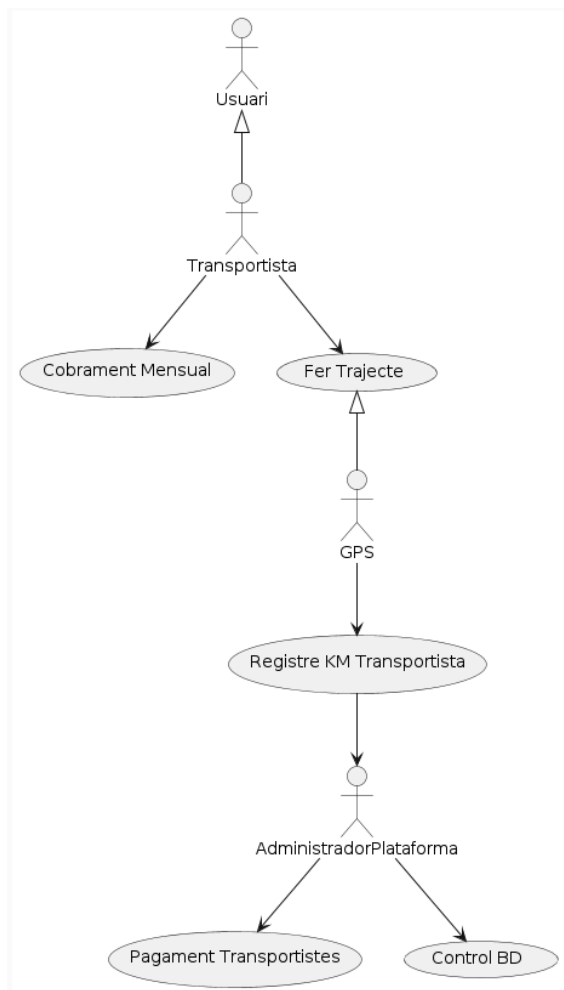 Usuari
Transportista
Cobrament Mensual
Fer Trajecte
GPS
Registre KM Transportista
AdministradorPlataforma
Pagament Transportistes
Control BD